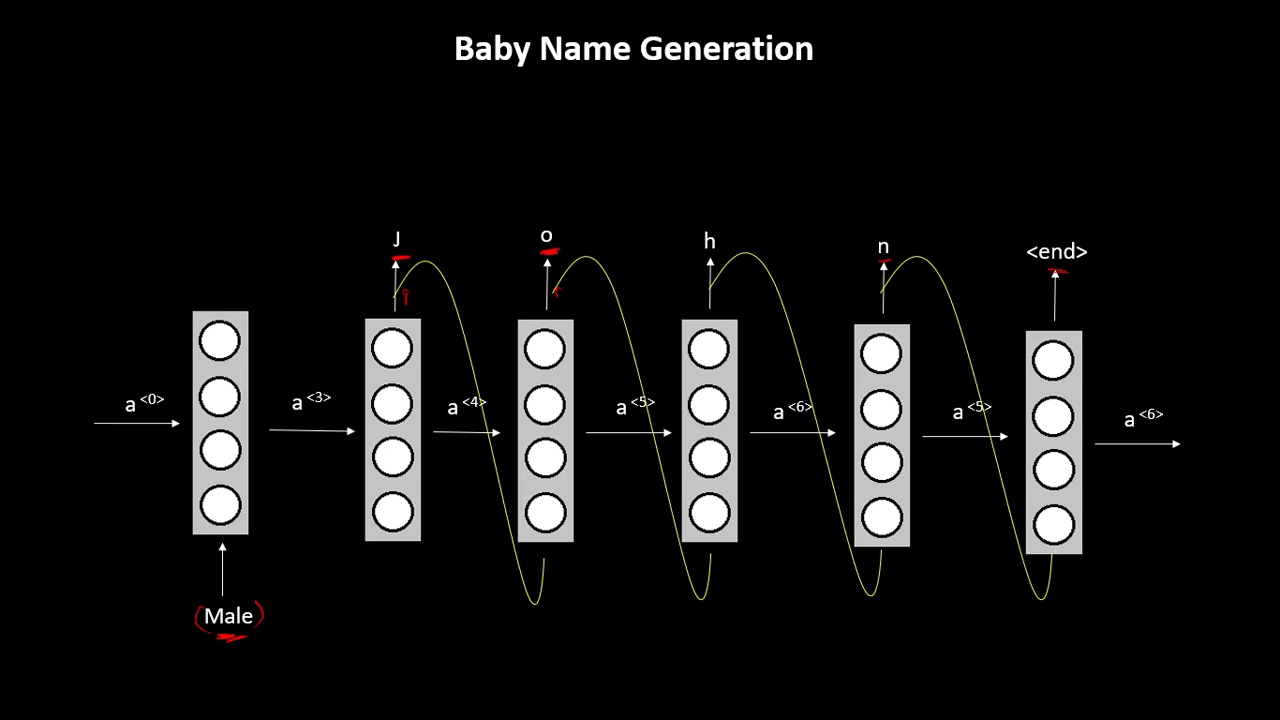 Baby Name Generation
J
o
h
n
<end>
a <0>
a <3>
a <4>
a <5>
a <6>
a <5>
a <6>
Male